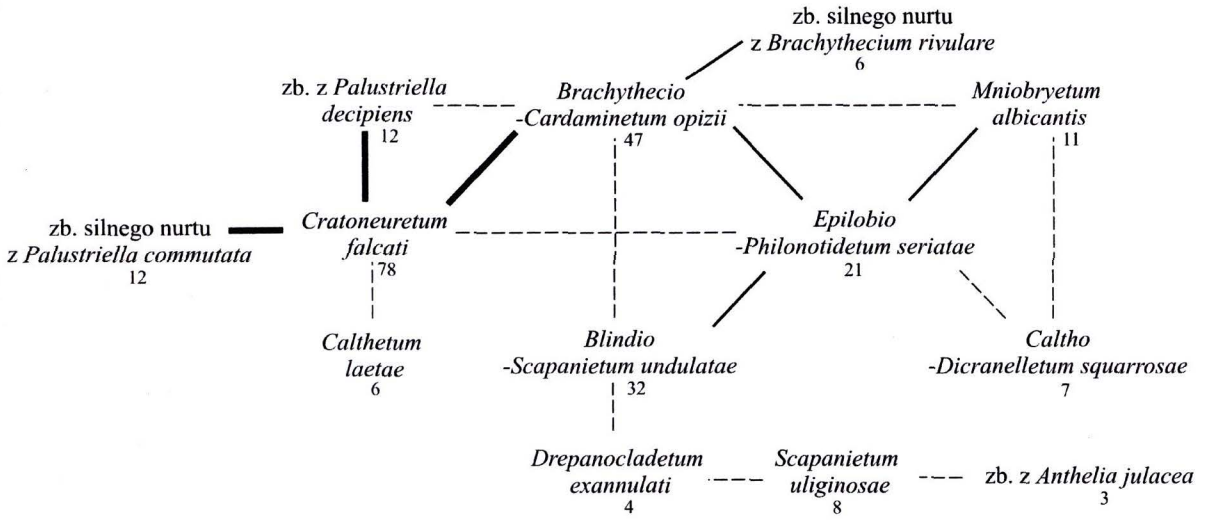 zb. silnego nurtu
z Brachythecium rivulare
6
zb. z Palustriella
decipiens
12
Brachythecio
-Cardaminetum opizii
47
Mniobryetum
albicantis
11
zb. silnego nurtu
z Palustriella commutata
12
Cratoneuretum
falcati
78
Epilobio
-Philonotidetum seriatae
21
Calthetum
laetae
6
Blindio
-Scapanietum undulatae
32
Caltho
-Dicranelletum squarrosae
7
Drepanocladetum
exannulati
4
Scapanietum
uliginosae
8
zb. z Anthelia julacea
3